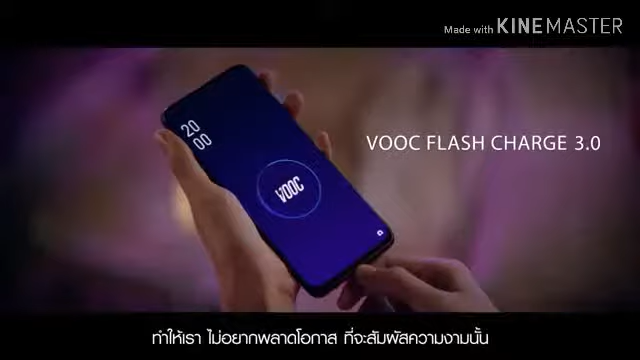 Made with KINEMASTER
20
00
VOOC FLASH CHARGE 3.0
VOOC
ทำให้เรา ไม่อยากพลาดโอกาส ที่จะสัมผัสความงามนั้น